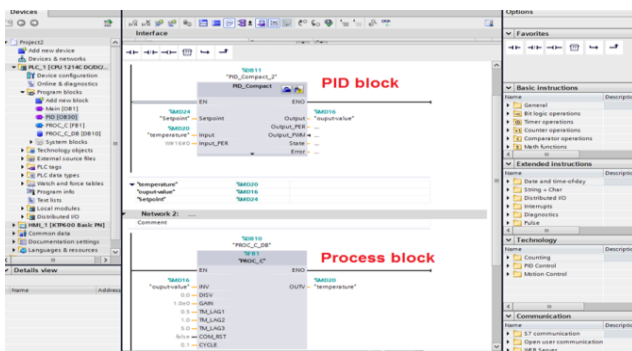 Devices
Options
Interface
Project2
Add new device
Devices & networks
PLC_1 [CPU 1214C DC/DC/...
Device configuration
Online & diagnostics
Program blocks
Add new block
Main [OB1]
PID [OB30]
PROC_C [FB1]
PROC_C_DB [DB10]
System blocks
Technology objects
External source files
PLC tags
PLC data types
Watch and force tables
Program info
Text lists
Local modules
Distributed I/O
HMI_1 [KTP600 Basic PN]
Common data
Documentation settings
Languages & resources
Details view
Name
Address
%DB11
"PID_Compact_2"
PID_Compact
PID block
EN
ENO
%MD24
"Setpoint"
Setpoint
%MD20
"temperature"
Input
Input_PER
Output
%MD16
"ouput-value"
Output_PER
Output_PWM
State
Error
"temperature" %MD20
"ouput-value" %MD16
"Setpoint" %MD24
Network 2: ....
Comment
%DB10
"PROC_C_DB"
%FB1
"PROC_C"
Process block
EN
ENO
%MD16
"ouput-value"
INV
OUTV
%MD20
"temperature"
0.0 DISV
1.0e0 GAIN
0.5 TM_LAG1
1.0 TM_LAG2
5.0 TM_LAG3
false COM_RST
0.1 CYCLE
Favorites
Basic instructions
Name
Descriptio
General
Bit logic operations
Timer operations
Counter operations
Comparator operations
Math functions
Extended instructions
Name
Descriptio
Date and time-of-day
String + Char
Distributed I/O
Interrupts
Diagnostics
Pulse
Technology
Name
Descriptio
Counting
PID Control
Motion Control
Communication
Name
Descriptio
S7 communication
Open user communication
WEB Server